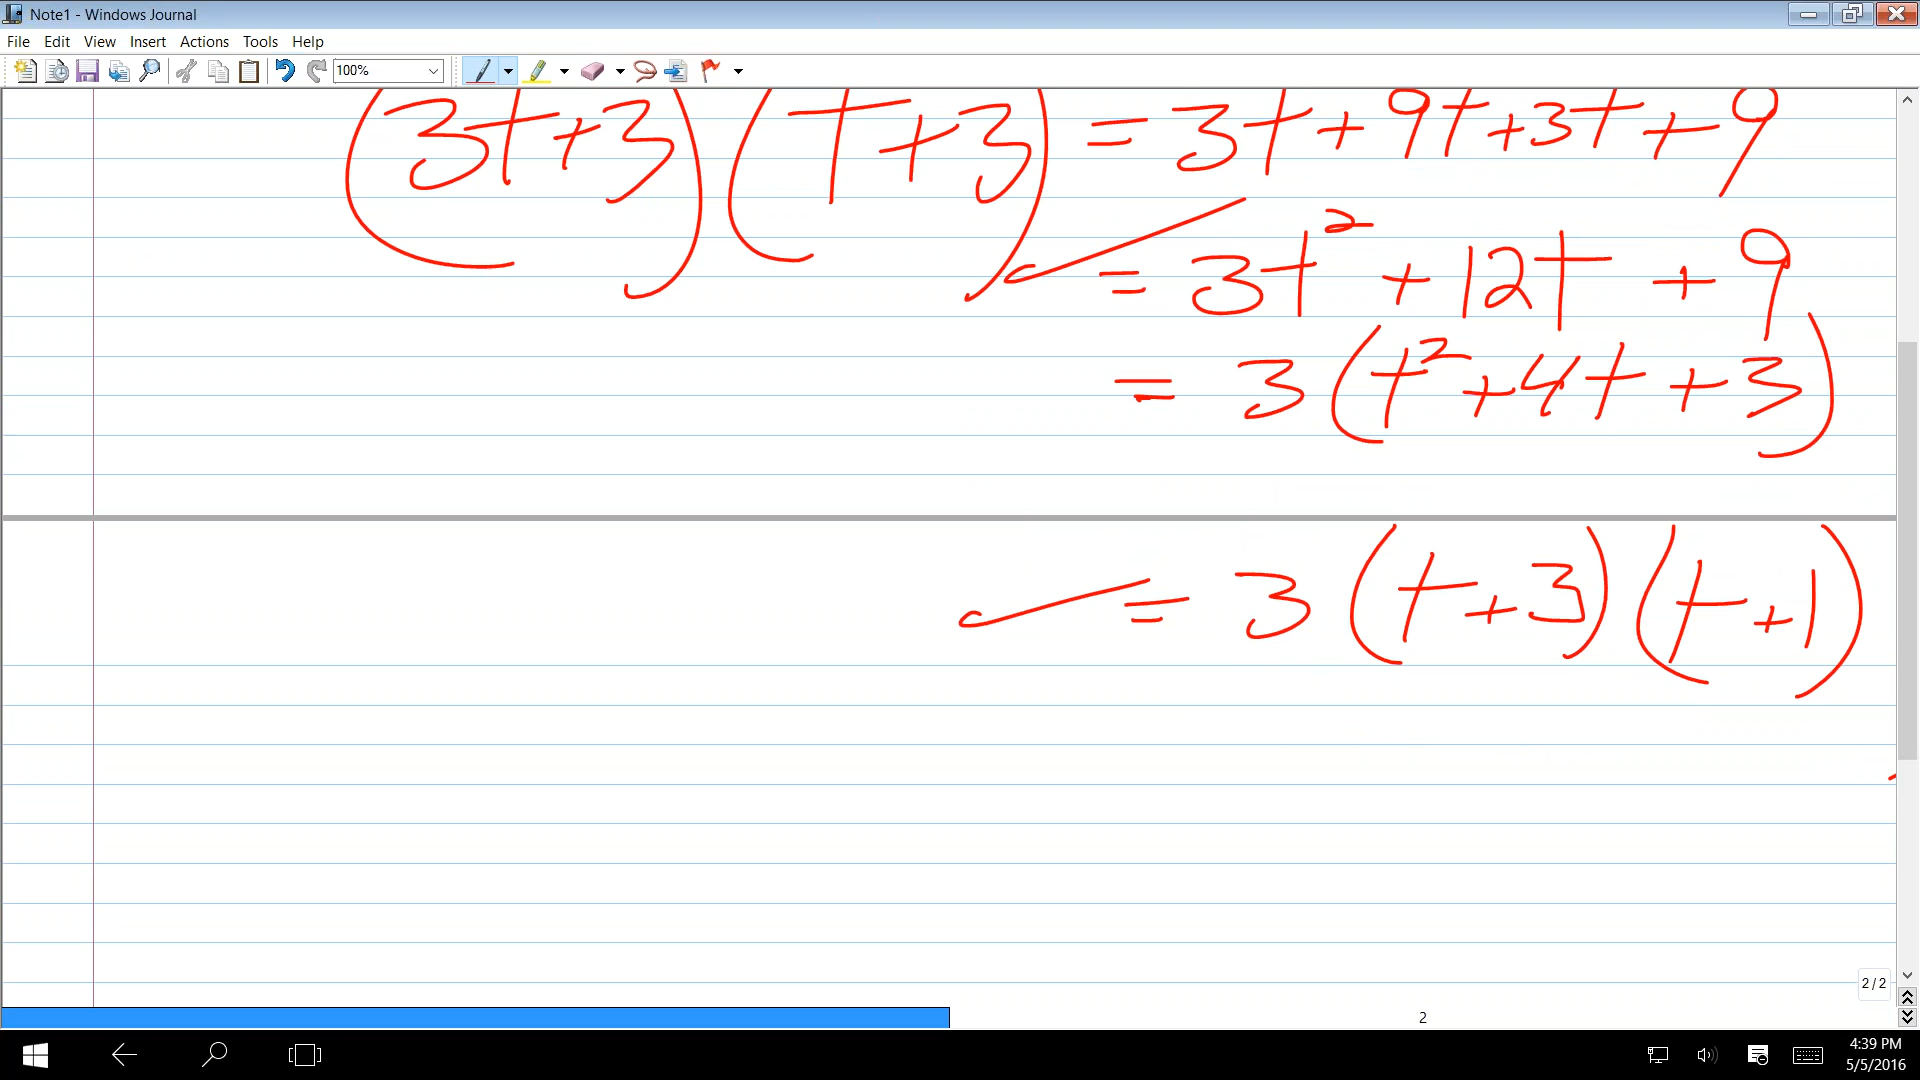 Note1 - Windows Journal
File Edit View Insert Actions Tools Help
100%
(3t+3)(t+3) = 3t + 9t + 3t + 9
= 3t² + 12t + 9
= 3(t² + 4t + 3)
= 3(t+3)(t+1)
2 / 2
2
4:39 PM
5/5/2016